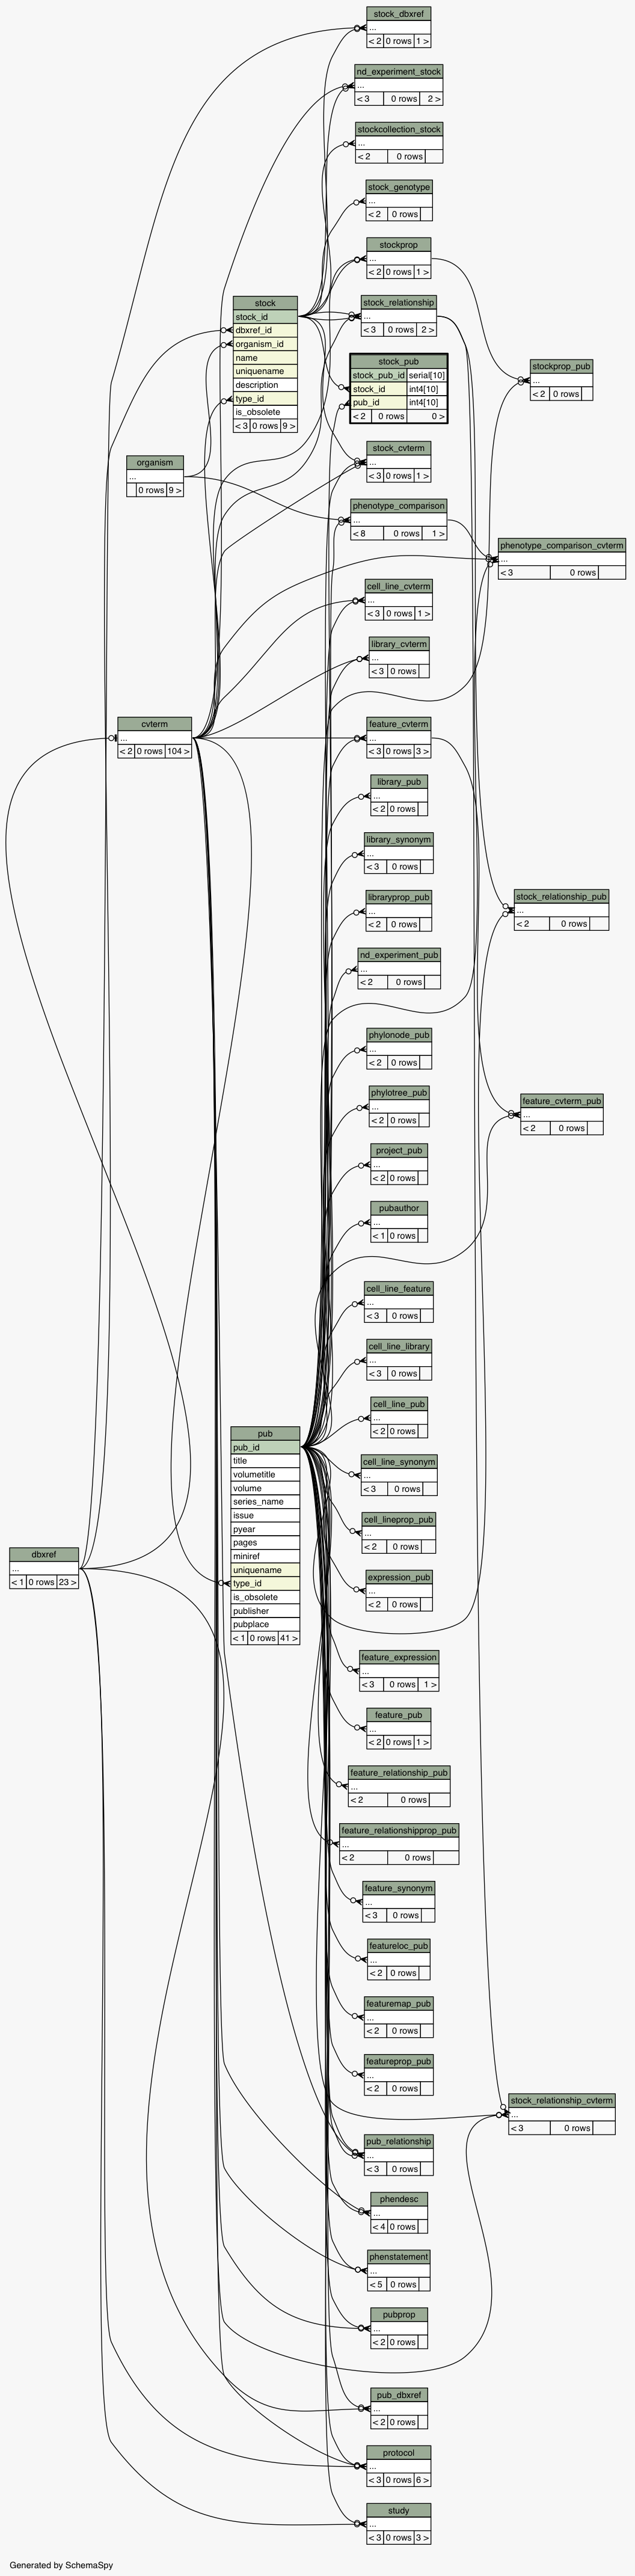 stock_dbxref
...
< 2 0 rows 1 >
nd_experiment_stock
...
< 3 0 rows 2 >
stockcollection_stock
...
< 2 0 rows
stock_genotype
...
< 2 0 rows
stockprop
...
< 2 0 rows 1 >
stock
stock_id
dbxref_id
organism_id
name
uniquename
description
type_id
is_obsolete
< 3 0 rows 9 >
stock_relationship
...
< 3 0 rows 2 >
stock_pub
stock_pub_id serial[10]
stock_id int4[10]
pub_id int4[10]
< 2 0 rows 0 >
stockprop_pub
...
< 2 0 rows
organism
...
0 rows 9 >
stock_cvterm
...
< 3 0 rows 1 >
phenotype_comparison
...
< 8 0 rows 1 >
phenotype_comparison_cvterm
...
< 3 0 rows
cell_line_cvterm
...
< 3 0 rows 1 >
library_cvterm
...
< 3 0 rows
cvterm
...
< 2 0 rows 104 >
feature_cvterm
...
< 3 0 rows 3 >
library_pub
...
< 2 0 rows
library_synonym
...
< 3 0 rows
libraryprop_pub
...
< 2 0 rows
stock_relationship_pub
...
< 2 0 rows
nd_experiment_pub
...
< 2 0 rows
phylonode_pub
...
< 2 0 rows
phylotree_pub
...
< 2 0 rows
feature_cvterm_pub
...
< 2 0 rows
project_pub
...
< 2 0 rows
pubauthor
...
< 1 0 rows
cell_line_feature
...
< 3 0 rows
cell_line_library
...
< 3 0 rows
cell_line_pub
...
< 2 0 rows
pub
pub_id
title
volumetitle
volume
series_name
issue
pyear
pages
miniref
uniquename
type_id
is_obsolete
publisher
pubplace
< 1 0 rows 41 >
cell_line_synonym
...
< 3 0 rows
cell_lineprop_pub
...
< 2 0 rows
dbxref
...
< 1 0 rows 23 >
expression_pub
...
< 2 0 rows
feature_expression
...
< 3 0 rows 1 >
feature_pub
...
< 2 0 rows 1 >
feature_relationship_pub
...
< 2 0 rows
feature_relationshipprop_pub
...
< 2 0 rows
feature_synonym
...
< 3 0 rows
featureloc_pub
...
< 2 0 rows
featuremap_pub
...
< 2 0 rows
featureprop_pub
...
< 2 0 rows
stock_relationship_cvterm
...
< 3 0 rows
pub_relationship
...
< 3 0 rows
phendesc
...
< 4 0 rows
phenstatement
...
< 5 0 rows
pubprop
...
< 2 0 rows
pub_dbxref
...
< 2 0 rows
protocol
...
< 3 0 rows 6 >
study
...
< 3 0 rows 3 >
Generated by SchemaSpy